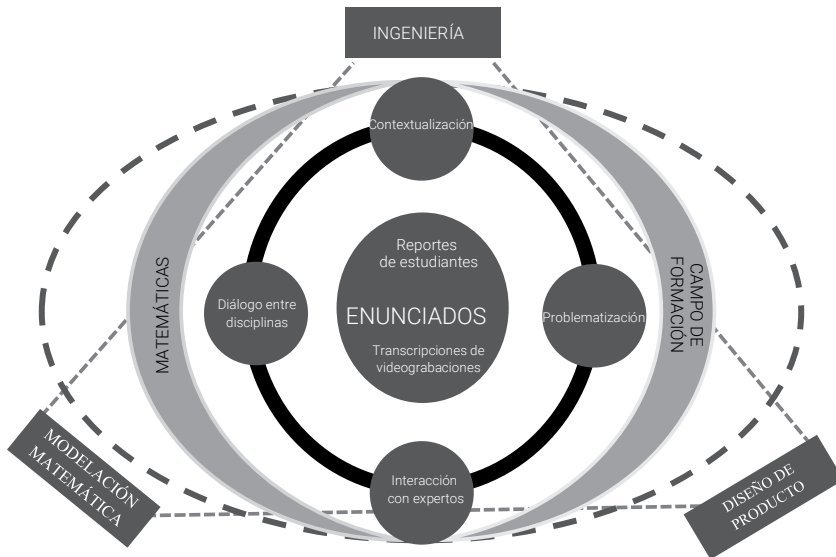 INGENIERÍA
Contextualización
MATEMÁTICAS
Reportes
de estudiantes
ENUNCIADOS
Transcripciones de
videograbaciones
Diálogo entre
disciplinas
Problematización
CAMPO DE
FORMACIÓN
Interacción
con expertos
MODELACIÓN
MATEMÁTICA
DISEÑO DE
PRODUCTO